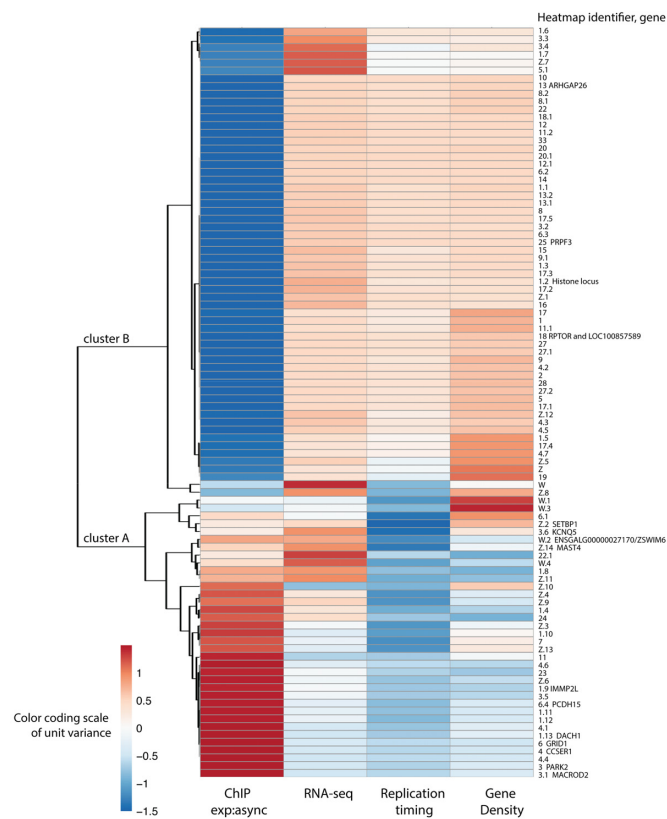 Heatmap identifier, gene
1.6
3.3
3.4
1.7
Z.7
5.1
10
13 ARHGAP26
8.2
8.1
22
18.1
12
11.2
33
20
20.1
12.1
6.2
14
1.1
13.2
13.1
8
17.5
3.2
6.3
25 PRPF3
15
9.1
1.3
17.3
1.2 Histone locus
17.2
Z.1
16
17
1
11.1
18 RPTOR and LOC100857589
27
27.1
9
4.2
2
28
27.2
5
17.1
Z.12
4.3
4.5
1.5
17.4
4.7
Z.5
Z
19
W
Z.8
W.1
W.3
6.1
Z.2 SETBP1
3.6 KCNQ5
W.2 ENSGALG00000027170/ZSWIM6
Z.14 MAST4
22.1
W.4
1.8
Z.11
Z.10
Z.4
Z.9
1.4
24
Z.3
1.10
7
Z.13
11
4.6
23
Z.6
1.9 IMMP2L
3.5
6.4 PCDH15
1.11
1.12
4.1
1.13 DACH1
6 GRID1
4 CCSER1
4.4
3 PARK2
3.1 MACROD2
cluster B
cluster A
Color coding scale
of unit variance
1
0.5
0
−0.5
−1
−1.5
ChIP
exp:async
RNA-seq
Replication
timing
Gene
Density